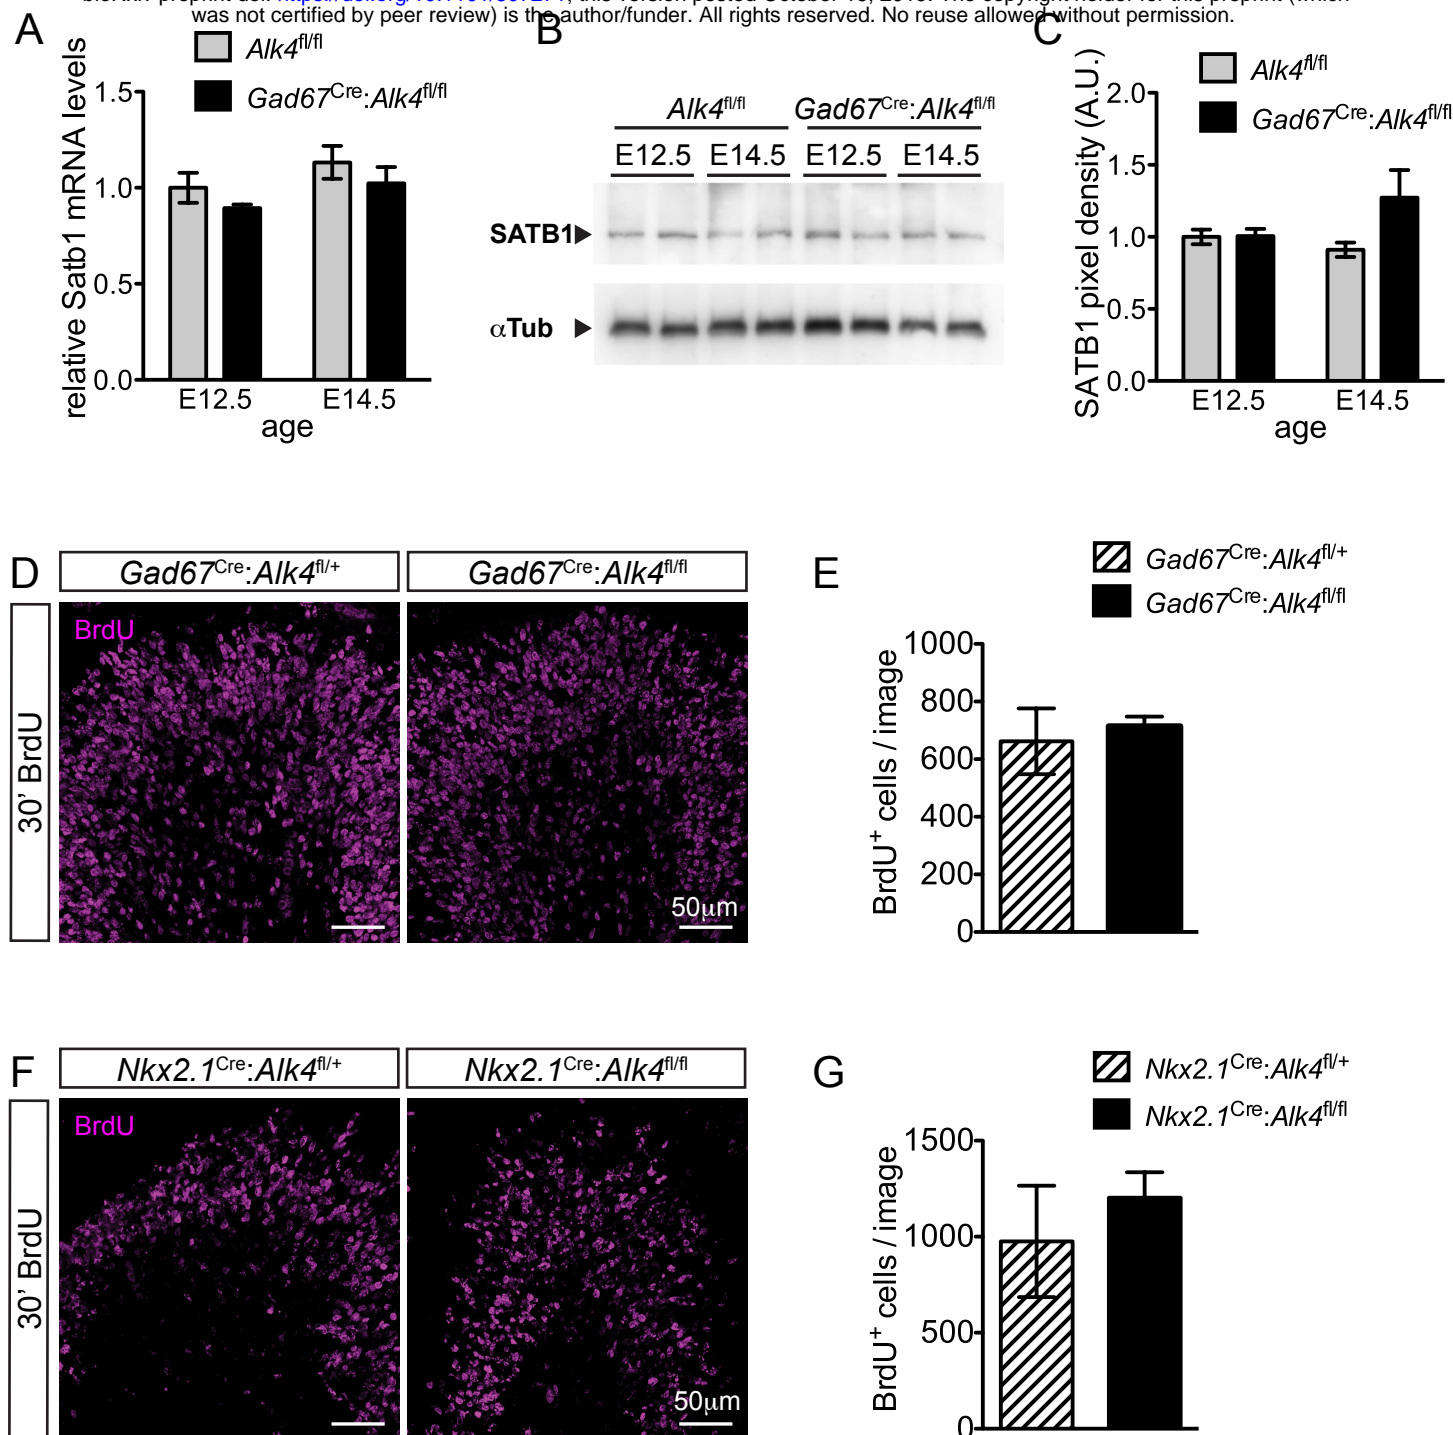 was not certified by peer review) is the author/funder. All rights reserved. No reuse allowed without permission.
A
Alk4fl/fl
Gad67Cre:Alk4fl/fl
relative Satb1 mRNA levels
1.5
1.0
0.5
0.0
E12.5 E14.5
age
B
Alk4fl/fl Gad67Cre:Alk4fl/fl
E12.5 E14.5 E12.5 E14.5
SATB1
αTub
C
Alk4fl/fl
Gad67Cre:Alk4fl/fl
SATB1 pixel density (A.U.)
2.0
1.5
1.0
0.5
0.0
E12.5 E14.5
age
D
Gad67Cre:Alk4fl/+ Gad67Cre:Alk4fl/fl
30' BrdU
BrdU
50μm
E
Gad67Cre:Alk4fl/+
Gad67Cre:Alk4fl/fl
BrdU+ cells / image
1000
800
600
400
200
0
F
Nkx2.1Cre:Alk4fl/+ Nkx2.1Cre:Alk4fl/fl
30' BrdU
BrdU
50μm
G
Nkx2.1Cre:Alk4fl/+
Nkx2.1Cre:Alk4fl/fl
BrdU+ cells / image
1500
1000
500
0